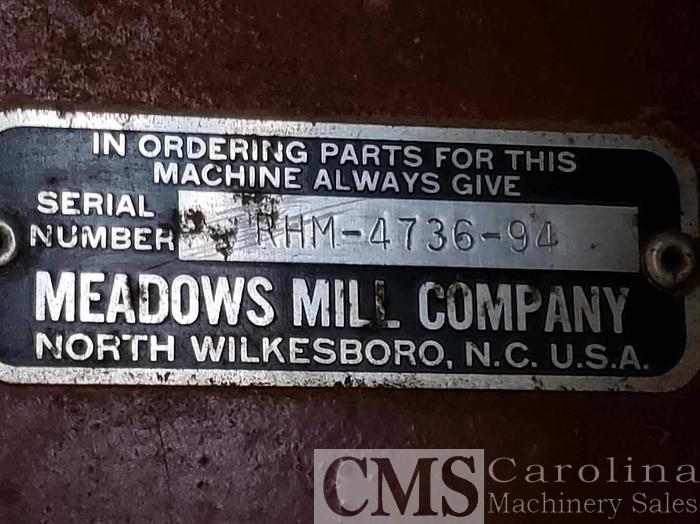 IN ORDERING PARTS FOR THIS
MACHINE ALWAYS GIVE
SERIAL
NUMBER RHM-4736-94
MEADOWS MILL COMPANY
NORTH WILKESBORO, N.C. U.S.A.
CMS Carolina
Machinery Sales